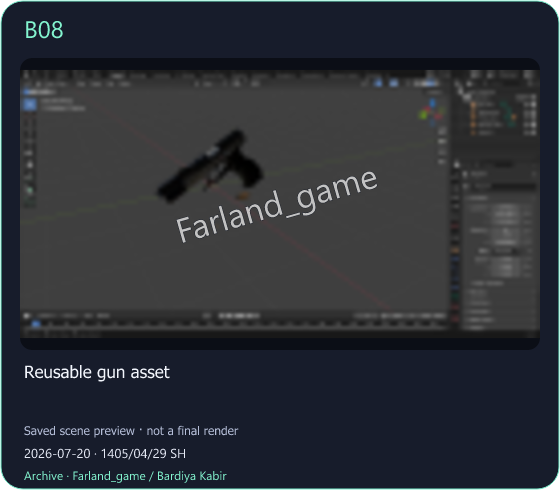 B08
Farland_game
Reusable gun asset
Saved scene preview · not a final render
2026-07-20 · 1405/04/29 SH
Archive · Farland_game / Bardiya Kabir